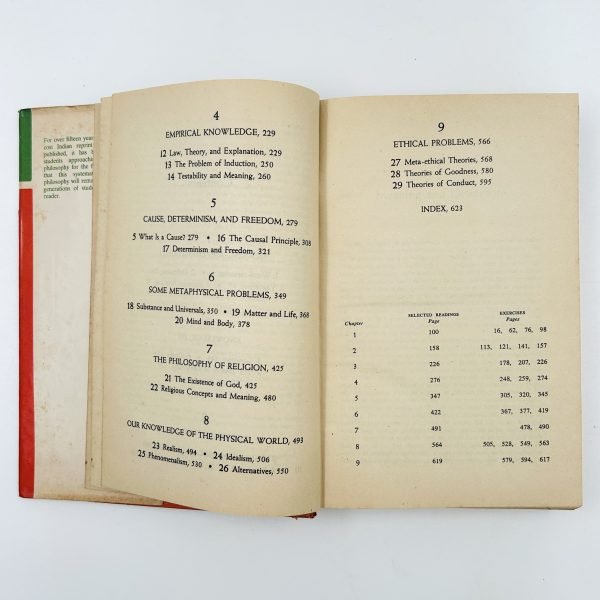 For over fifteen year
cost Indian reprint
published, it has b
students approach
philosophy for the f
that this systemat
philosophy will rema
generations of stude
reader.
4
EMPIRICAL KNOWLEDGE, 229
12 Law, Theory, and Explanation, 229
13 The Problem of Induction, 250
14 Testability and Meaning, 260
5
CAUSE, DETERMINISM, AND FREEDOM, 279
5 What Is a Cause? 279 • 16 The Causal Principle, 308
17 Determinism and Freedom, 321
6
SOME METAPHYSICAL PROBLEMS, 349
18 Substance and Universals, 350 • 19 Matter and Life, 368
20 Mind and Body, 378
7
THE PHILOSOPHY OF RELIGION, 425
21 The Existence of God, 425
22 Religious Concepts and Meaning, 480
8
OUR KNOWLEDGE OF THE PHYSICAL WORLD, 493
23 Realism, 494 • 24 Idealism, 506
25 Phenomenalism, 530 • 26 Alternatives, 550
9
ETHICAL PROBLEMS, 566
27 Meta-ethical Theories, 568
28 Theories of Goodness, 580
29 Theories of Conduct, 595
INDEX, 623
SELECTED READINGS EXERCISES
Chapter Page Pages
1 100 16, 62, 76, 98
2 158 113, 121, 141, 157
3 226 178, 207, 226
4 276 248, 259, 274
5 347 305, 320, 345
6 422 367, 377, 419
7 491 478, 490
8 564 505, 528, 549, 563
9 619 579, 594, 617